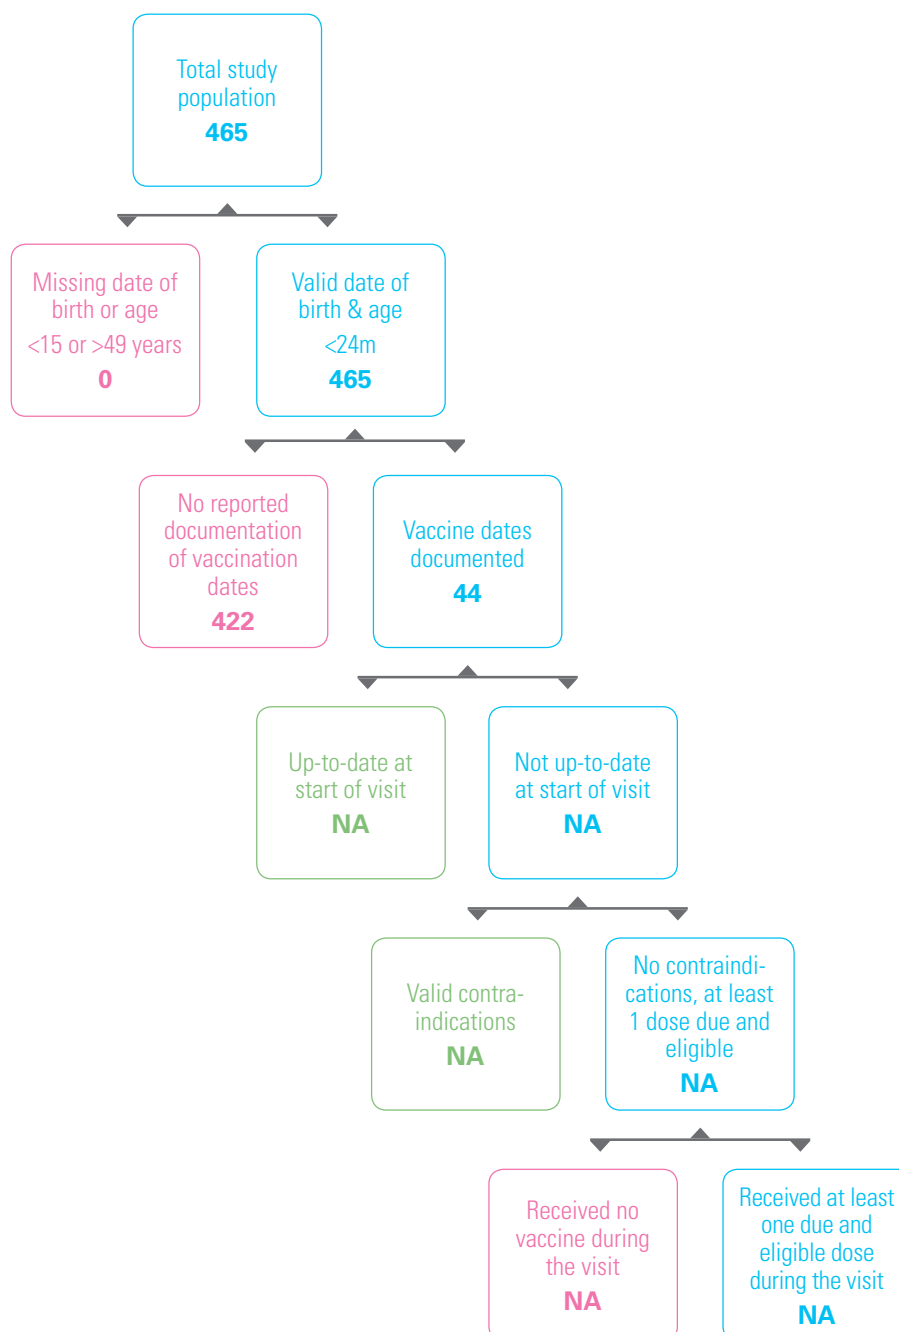 Total study
population
465
Missing date of
birth or age
<15 or >49 years
0
Valid date of
birth & age
<24m
465
No reported
documentation
of vaccination
dates
422
Vaccine dates
documented
44
Up-to-date at
start of visit
NA
Not up-to-date
at start of visit
NA
Valid contra-
indications
NA
No contraindi-
cations, at least
1 dose due and
eligible
NA
Received no
vaccine during
the visit
NA
Received at least
one due and
eligible dose
during the visit
NA